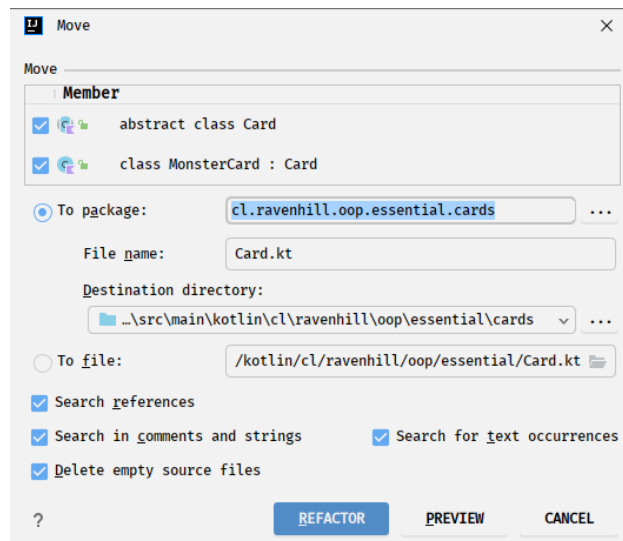 Move
Move
Member
abstract class Card
class MonsterCard : Card
To package: cl.ravenhill.oop.essential.cards ...
File name: Card.kt
Destination directory:
…\src\main\kotlin\cl\ravenhill\oop\essential\cards ...
To file: /kotlin/cl/ravenhill/oop/essential/Card.kt
Search references
Search in comments and strings Search for text occurrences
Delete empty source files
? REFACTOR PREVIEW CANCEL